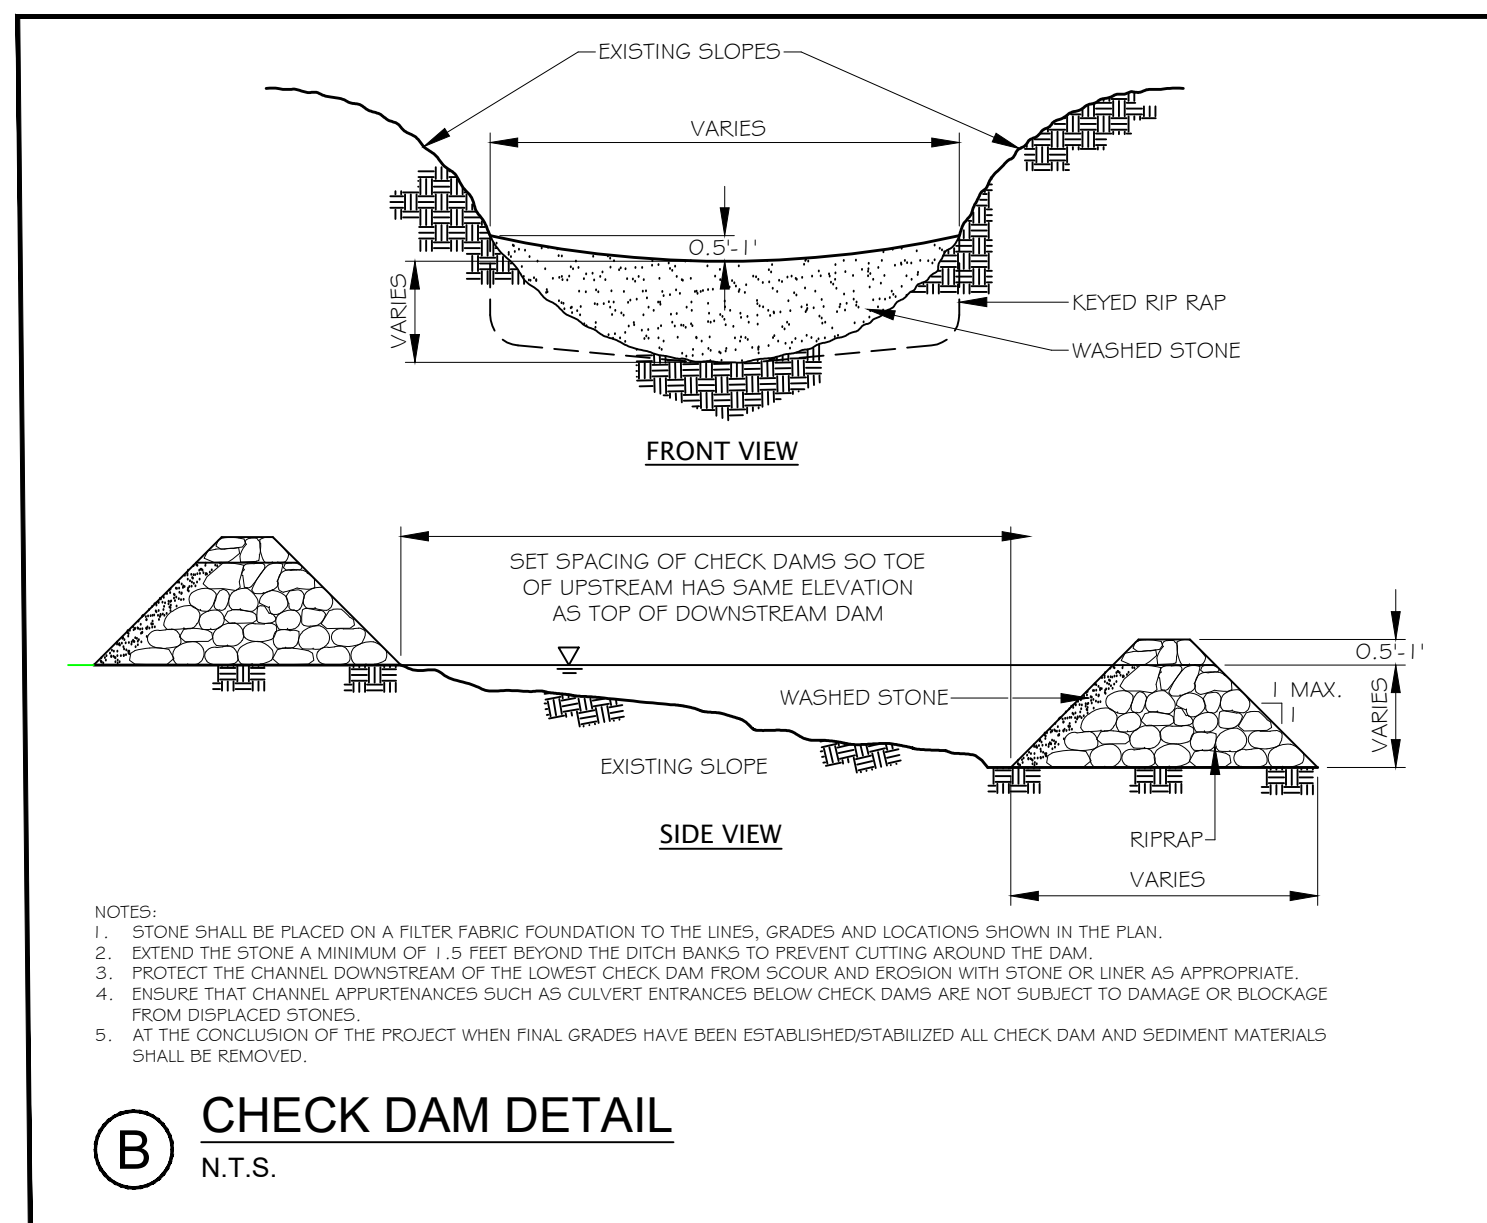 EXISTING SLOPES
VARIES
0.5'-1'
VARIES
KEYED RIP RAP
WASHED STONE
FRONT VIEW
SET SPACING OF CHECK DAMS SO TOE
OF UPSTREAM HAS SAME ELEVATION
AS TOP OF DOWNSTREAM DAM
0.5'-1'
WASHED STONE
1 MAX.
1
VARIES
EXISTING SLOPE
SIDE VIEW
RIPRAP
VARIES
NOTES:
1. STONE SHALL BE PLACED ON A FILTER FABRIC FOUNDATION TO THE LINES, GRADES AND LOCATIONS SHOWN IN THE PLAN.
2. EXTEND THE STONE A MINIMUM OF 1.5 FEET BEYOND THE DITCH BANKS TO PREVENT CUTTING AROUND THE DAM.
3. PROTECT THE CHANNEL DOWNSTREAM OF THE LOWEST CHECK DAM FROM SCOUR AND EROSION WITH STONE OR LINER AS APPROPRIATE.
4. ENSURE THAT CHANNEL APPURTENANCES SUCH AS CULVERT ENTRANCES BELOW CHECK DAMS ARE NOT SUBJECT TO DAMAGE OR BLOCKAGE
FROM DISPLACED STONES.
5. AT THE CONCLUSION OF THE PROJECT WHEN FINAL GRADES HAVE BEEN ESTABLISHED/STABILIZED ALL CHECK DAM AND SEDIMENT MATERIALS
SHALL BE REMOVED.
B
CHECK DAM DETAIL
N.T.S.